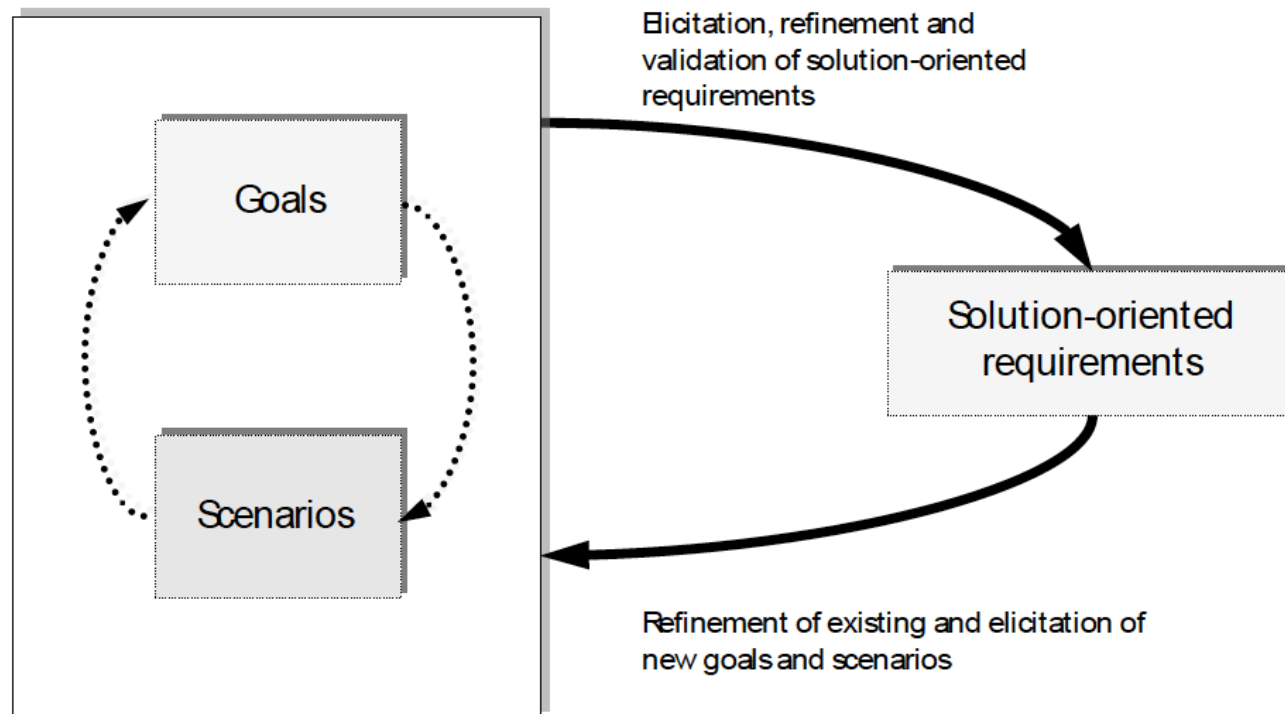 Elicitation, refinement and
validation of solution-oriented
requirements
Goals
Solution-oriented
requirements
Scenarios
Refinement of existing and elicitation of
new goals and scenarios